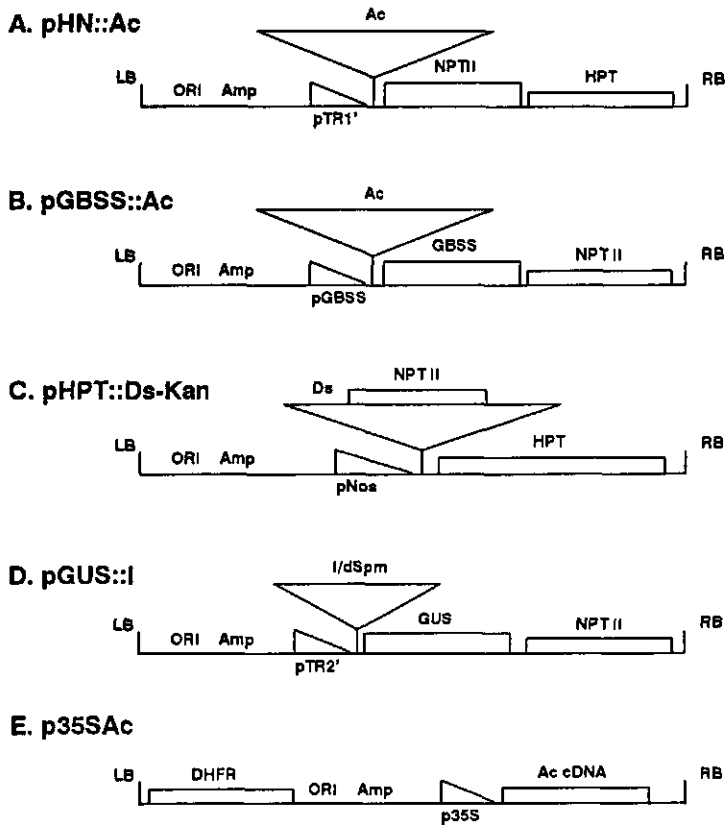 A. pHN::Ac
Ac
LB
ORI Amp
pTR1'
NPTII
HPT
RB
B. pGBSS::Ac
Ac
LB
ORI Amp
pGBSS
GBSS
NPT II
RB
C. pHPT::Ds-Kan
Ds
NPT II
LB
ORI Amp
pNos
HPT
RB
D. pGUS::I
I/dSpm
LB
ORI Amp
pTR2'
GUS
NPT II
RB
E. p35SAc
LB
DHFR
ORI Amp
p35S
Ac cDNA
RB